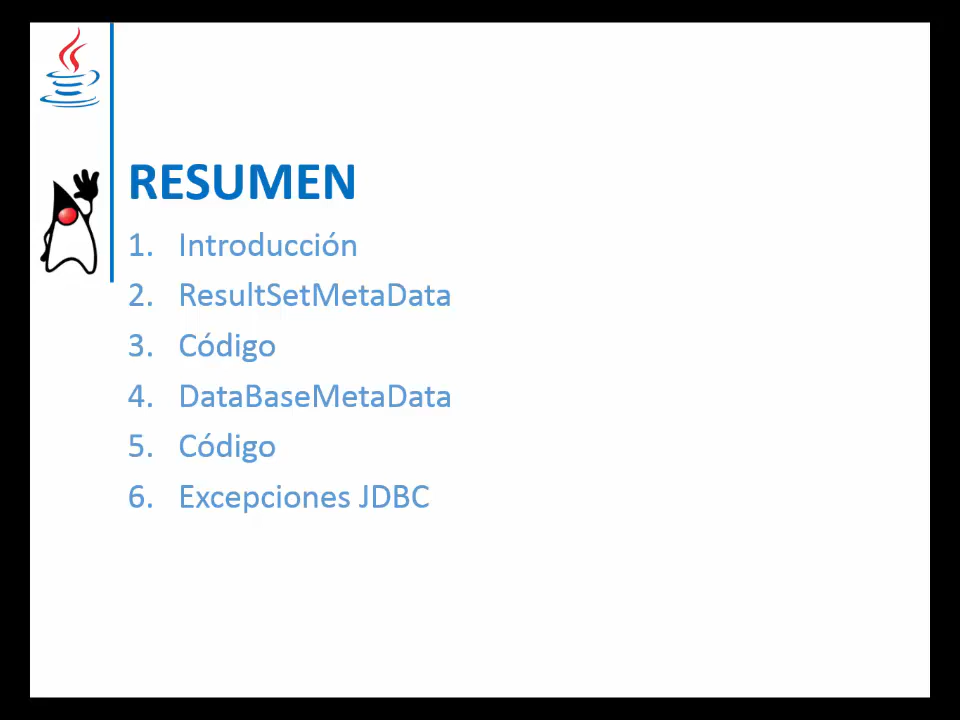 RESUMEN
1. Introducción
2. ResultSetMetaData
3. Código
4. DataBaseMetaData
5. Código
6. Excepciones JDBC